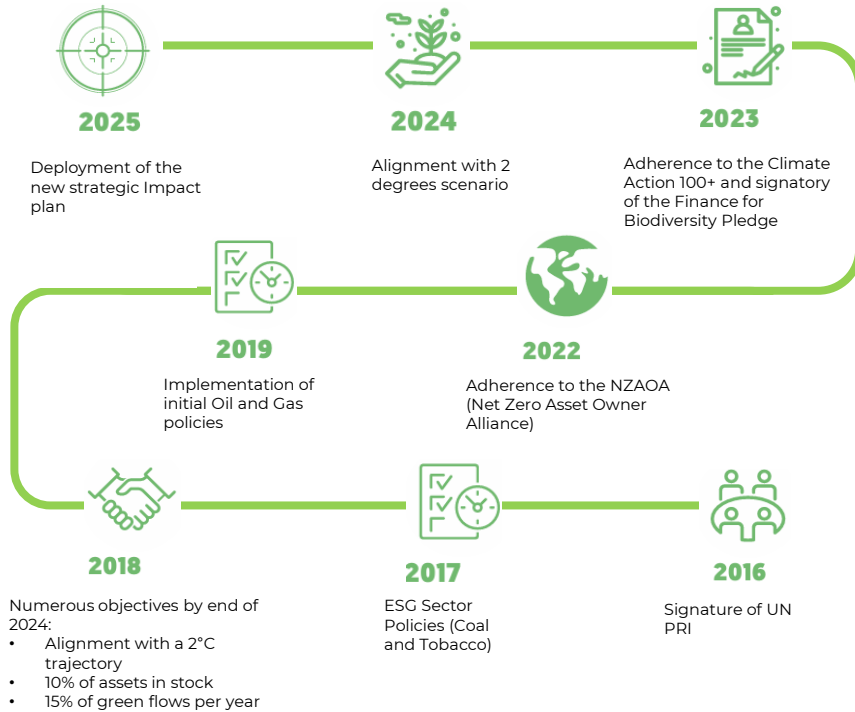 2025
Deployment of the
new strategic Impact
plan
2024
Alignment with 2
degrees scenario
2023
Adherence to the Climate
Action 100+ and signatory
of the Finance for
Biodiversity Pledge
2019
Implementation of
initial Oil and Gas
policies
2022
Adherence to the NZAOA
(Net Zero Asset Owner
Alliance)
2018
Numerous objectives by end of
2024:
• Alignment with a 2°C
trajectory
• 10% of assets in stock
• 15% of green flows per year
2017
ESG Sector
Policies (Coal
and Tobacco)
2016
Signature of UN
PRI